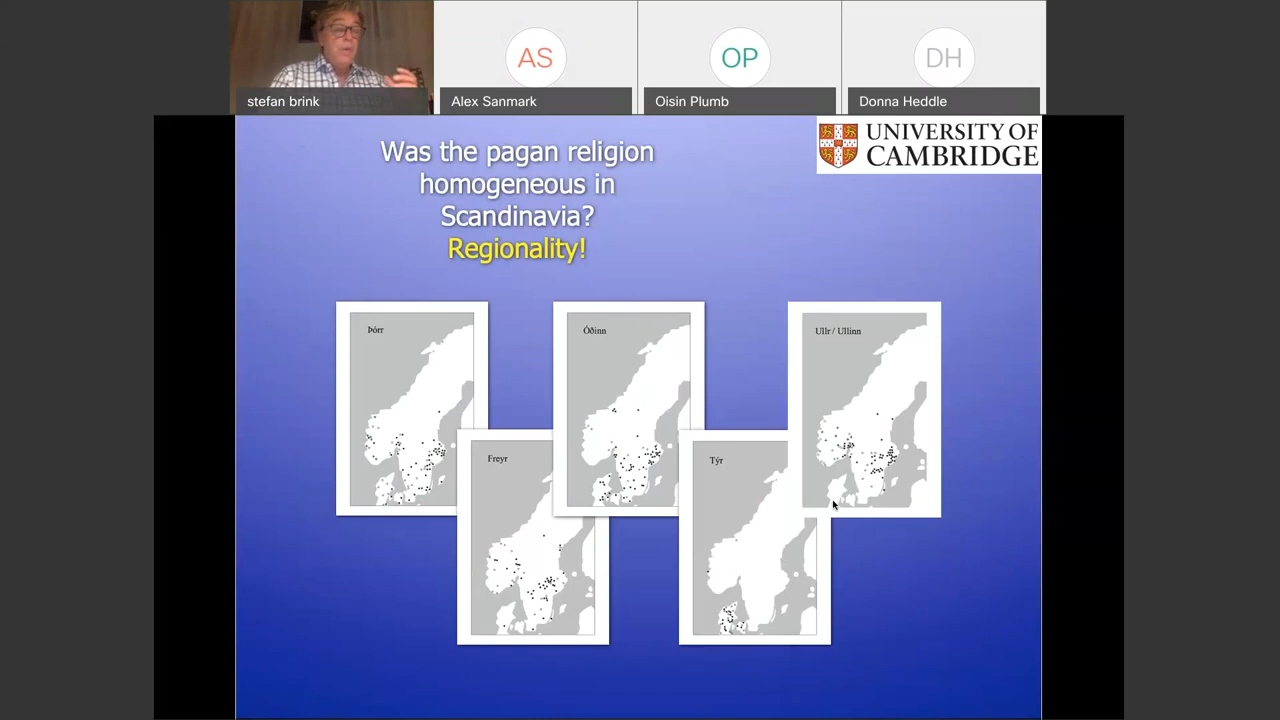 stefan brink
AS
Alex Sanmark
OP
Oisin Plumb
DH
Donna Heddle
Was the pagan religion
homogeneous in
Scandinavia?
Regionality!
UNIVERSITY OF
CAMBRIDGE
Þórr
Óðinn
Ullr / Ullinn
Freyr
Týr